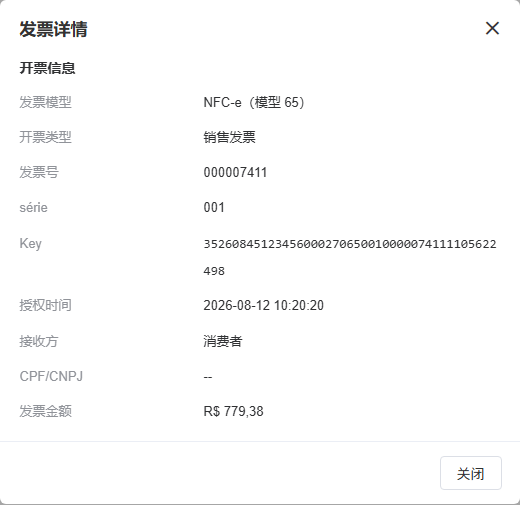 发票详情
开票信息
发票模型 NFC-e（模型 65）
开票类型 销售发票
发票号 000007411
série 001
Key 35260845123456000270650010000074111105622
498
授权时间 2026-08-12 10:20:20
接收方 消费者
CPF/CNPJ --
发票金额 R$ 779,38
关闭